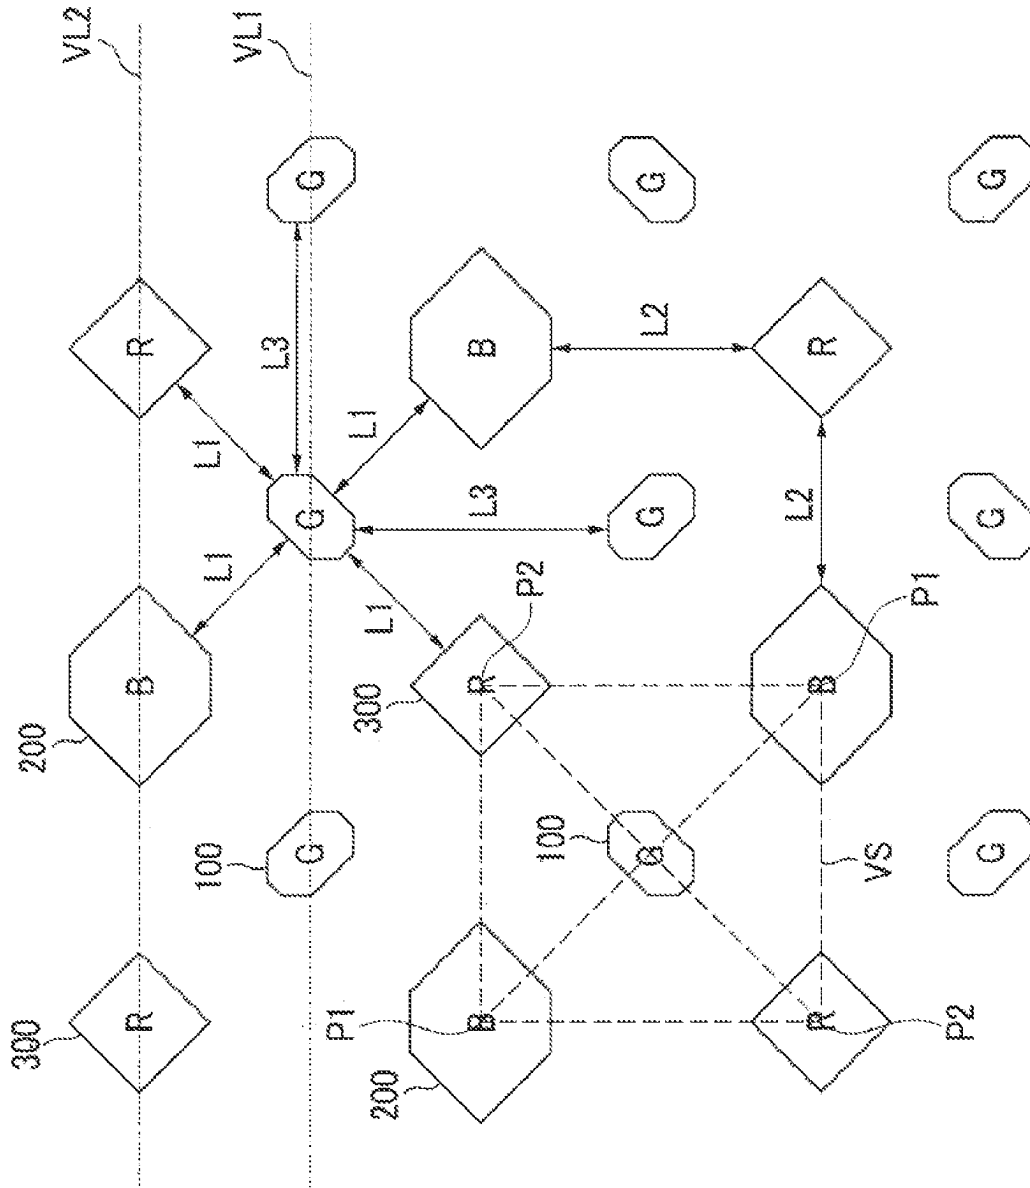 300 200 VL2
R B R
100 L1 L1 VL1
L3
G G G
P1 L1 L1
200 300
B R L3 B
100 P2
G G L2 G
L2
R B R
VS P1
P2
G G G